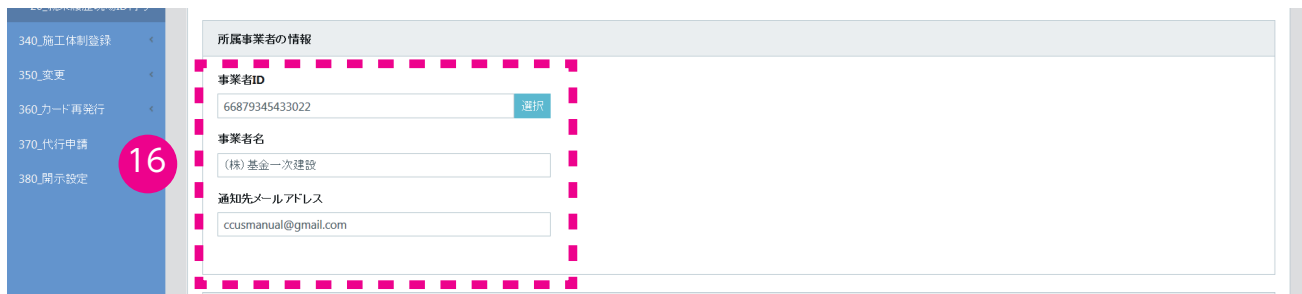 340_施工体制登録
350_変更
360_カード再発行
370_代行申請
380_開示設定
16
所属事業者の情報
事業者ID
66879345433022
選択
事業者名
（株）基金一次建設
通知先メールアドレス
ccusmanual@gmail.com